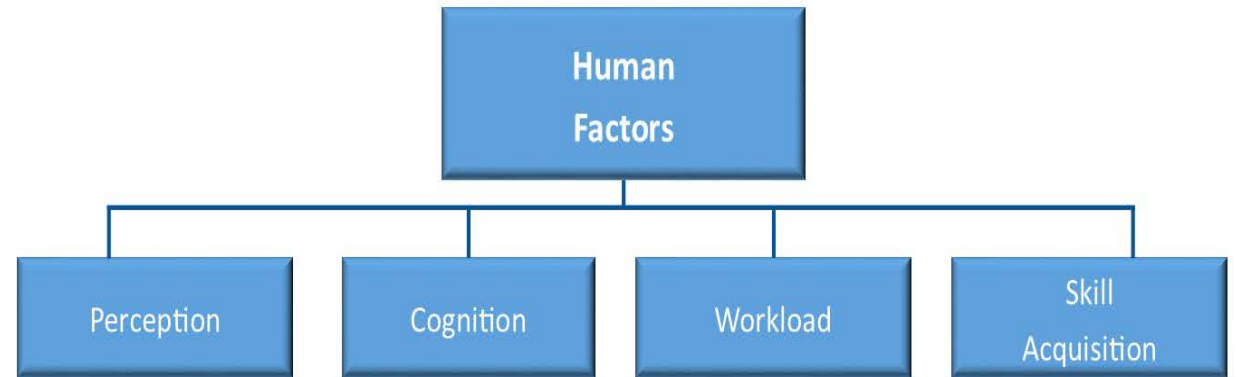 Human
Factors
Perception
Cognition
Workload
Skill
Acquisition